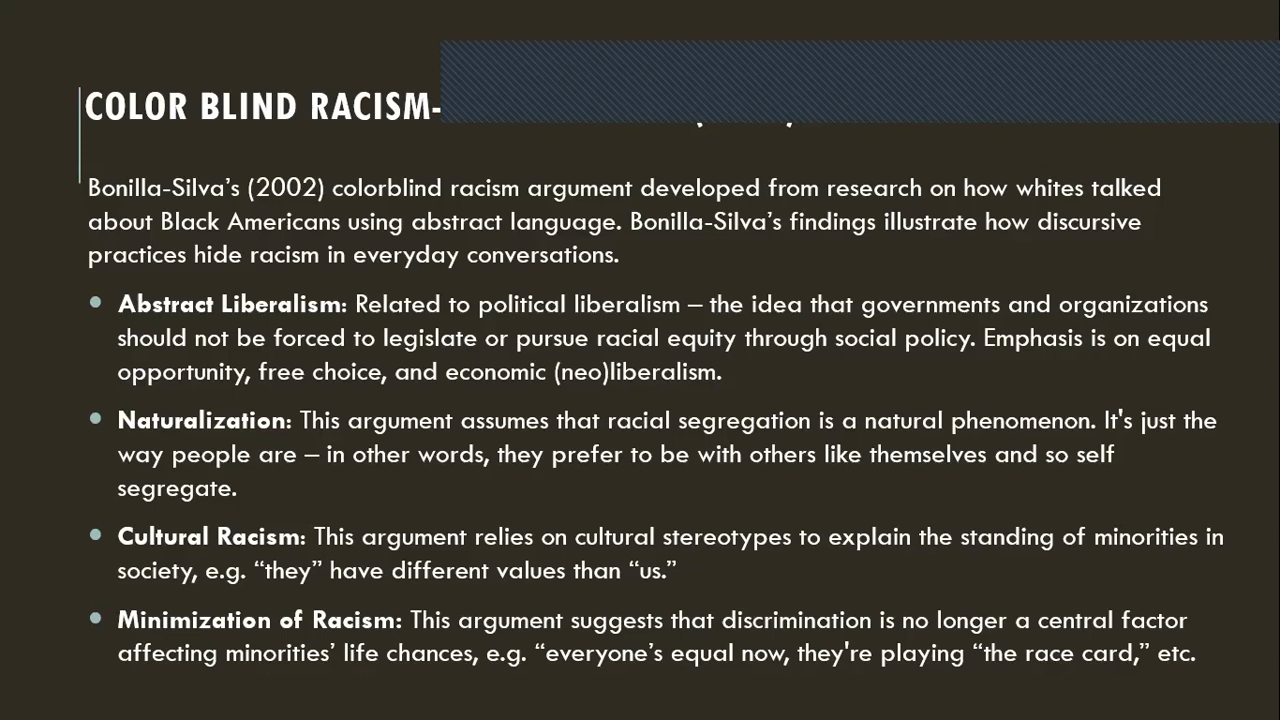 COLOR BLIND RACISM-
Bonilla-Silva’s (2002) colorblind racism argument developed from research on how whites talked
about Black Americans using abstract language. Bonilla-Silva’s findings illustrate how discursive
practices hide racism in everyday conversations.
• Abstract Liberalism: Related to political liberalism – the idea that governments and organizations
should not be forced to legislate or pursue racial equity through social policy. Emphasis is on equal
opportunity, free choice, and economic (neo)liberalism.
• Naturalization: This argument assumes that racial segregation is a natural phenomenon. It's just the
way people are – in other words, they prefer to be with others like themselves and so self
segregate.
• Cultural Racism: This argument relies on cultural stereotypes to explain the standing of minorities in
society, e.g. “they” have different values than “us.”
• Minimization of Racism: This argument suggests that discrimination is no longer a central factor
affecting minorities’ life chances, e.g. “everyone’s equal now, they're playing “the race card,” etc.